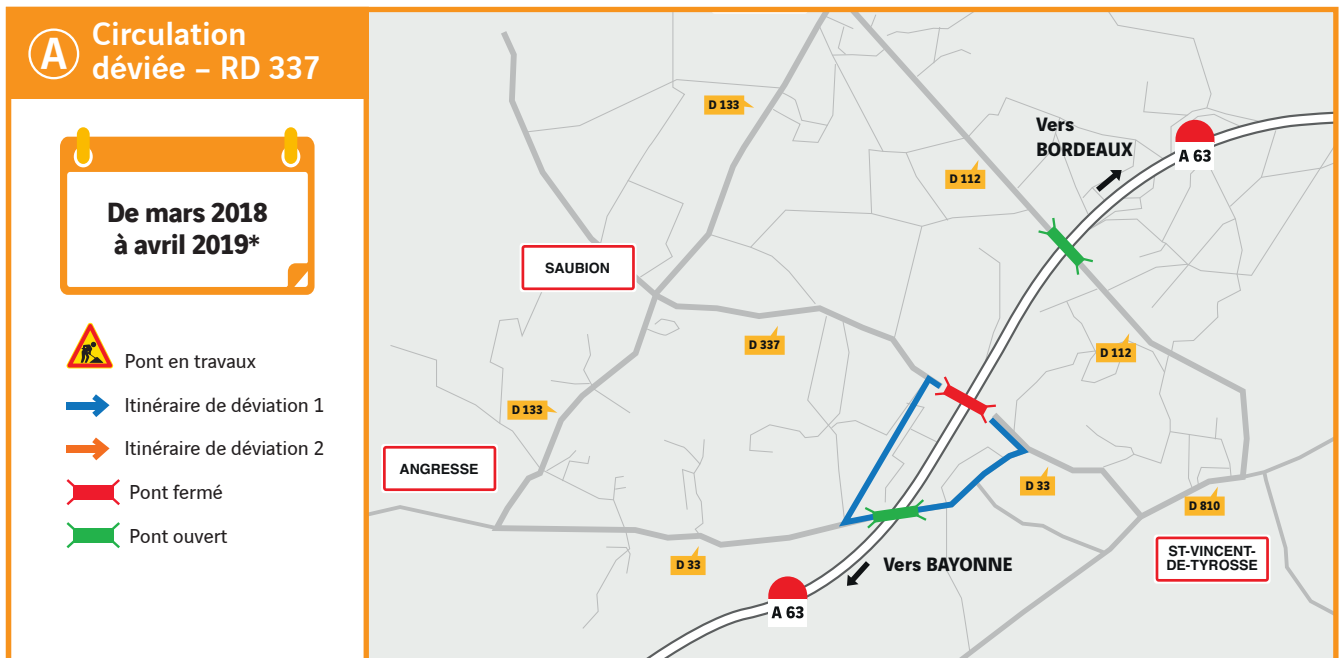 A
Circulation
déviée – RD 337
De mars 2018
à avril 2019*
Pont en travaux
Itinéraire de déviation 1
Itinéraire de déviation 2
Pont fermé
Pont ouvert
D 133
Vers
BORDEAUX
A 63
D 112
SAUBION
D 337
D 112
D 133
ANGRESSE
D 33
D 810
D 33
Vers BAYONNE
ST-VINCENT-
DE-TYROSSE
A 63